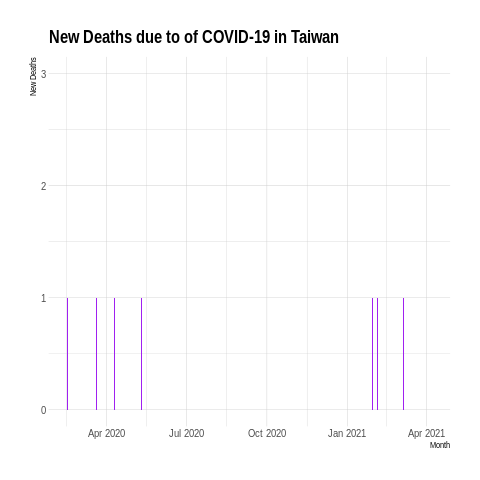 New Deaths due to of COVID-19 in Taiwan
New Deaths
3
2
1
0
Apr 2020 Jul 2020 Oct 2020 Jan 2021 Apr 2021
Month